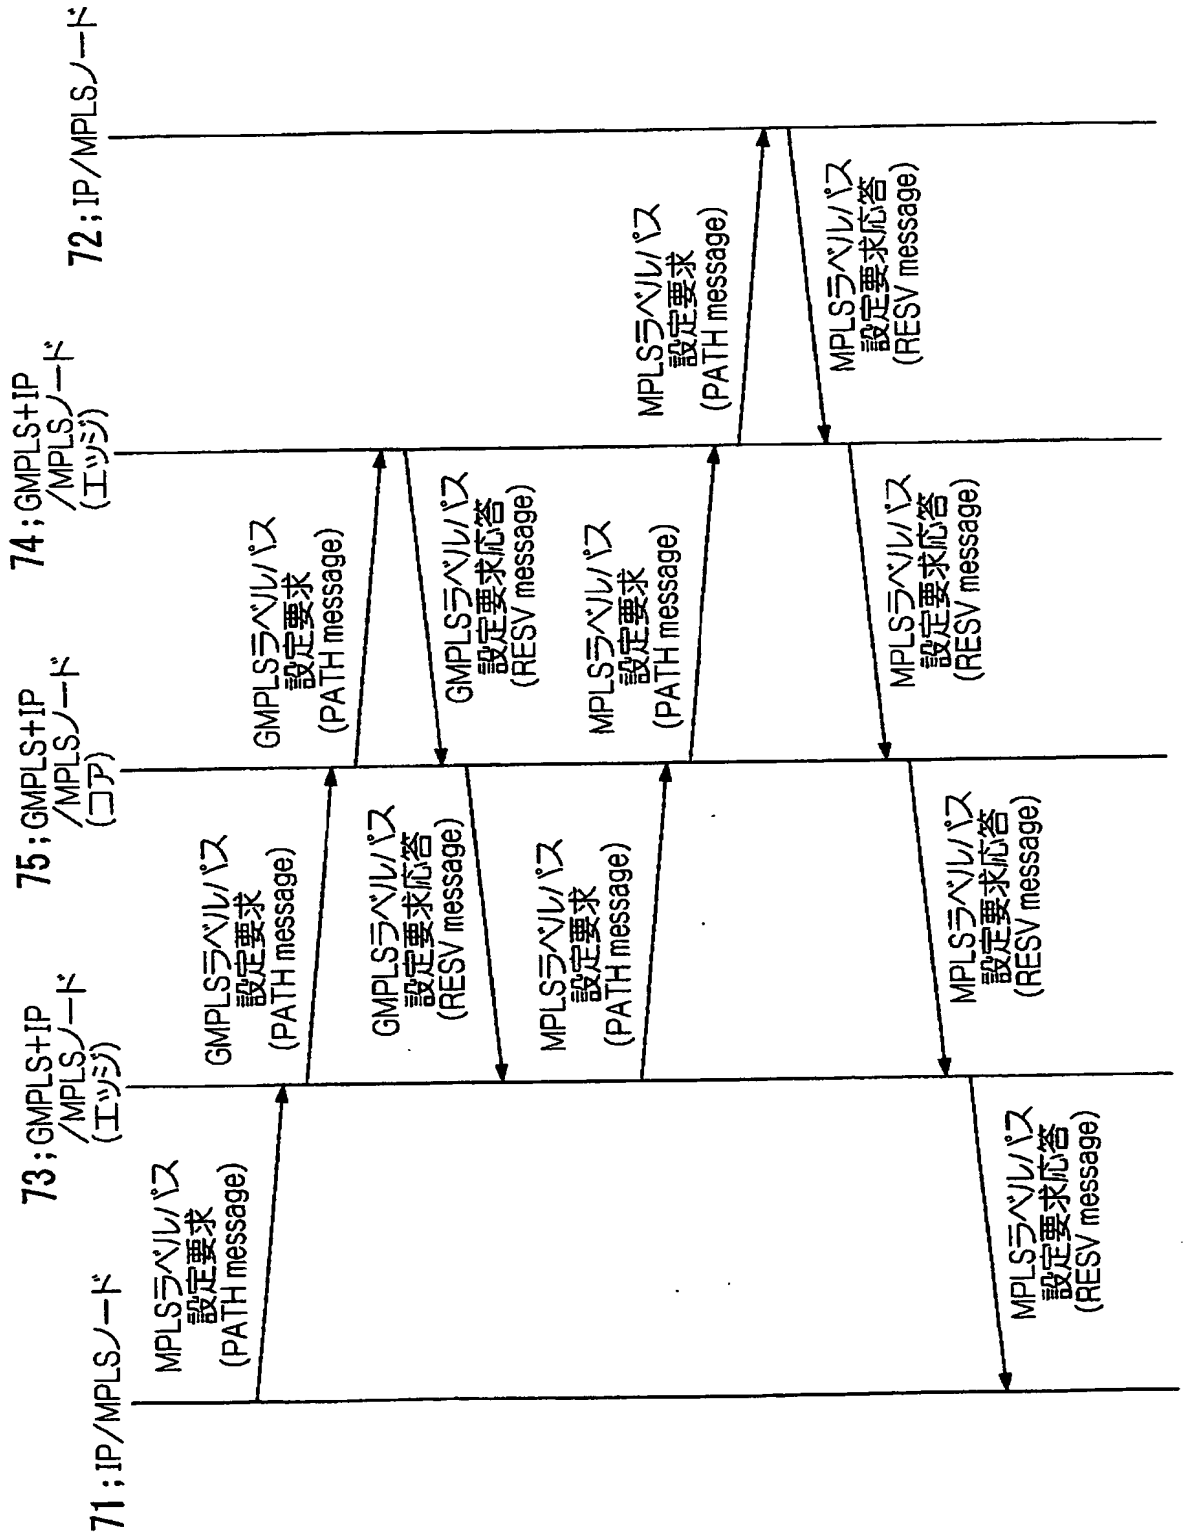 71;IP/MPLSノード
73;GMPLS+IP
/MPLSノード
(エッジ)
75;GMPLS+IP
/MPLSノード
(コア)
74;GMPLS+IP
/MPLSノード
(エッジ)
72;IP/MPLSノード
MPLSラベルパス
設定要求
(PATH message)
GMPLSラベルパス
設定要求
(PATH message)
GMPLSラベルパス
設定要求
(PATH message)
GMPLSラベルパス
設定要求応答
(RESV message)
GMPLSラベルパス
設定要求応答
(RESV message)
MPLSラベルパス
設定要求
(PATH message)
MPLSラベルパス
設定要求
(PATH message)
MPLSラベルパス
設定要求
(PATH message)
MPLSラベルパス
設定要求応答
(RESV message)
MPLSラベルパス
設定要求応答
(RESV message)
MPLSラベルパス
設定要求応答
(RESV message)
MPLSラベルパス
設定要求応答
(RESV message)